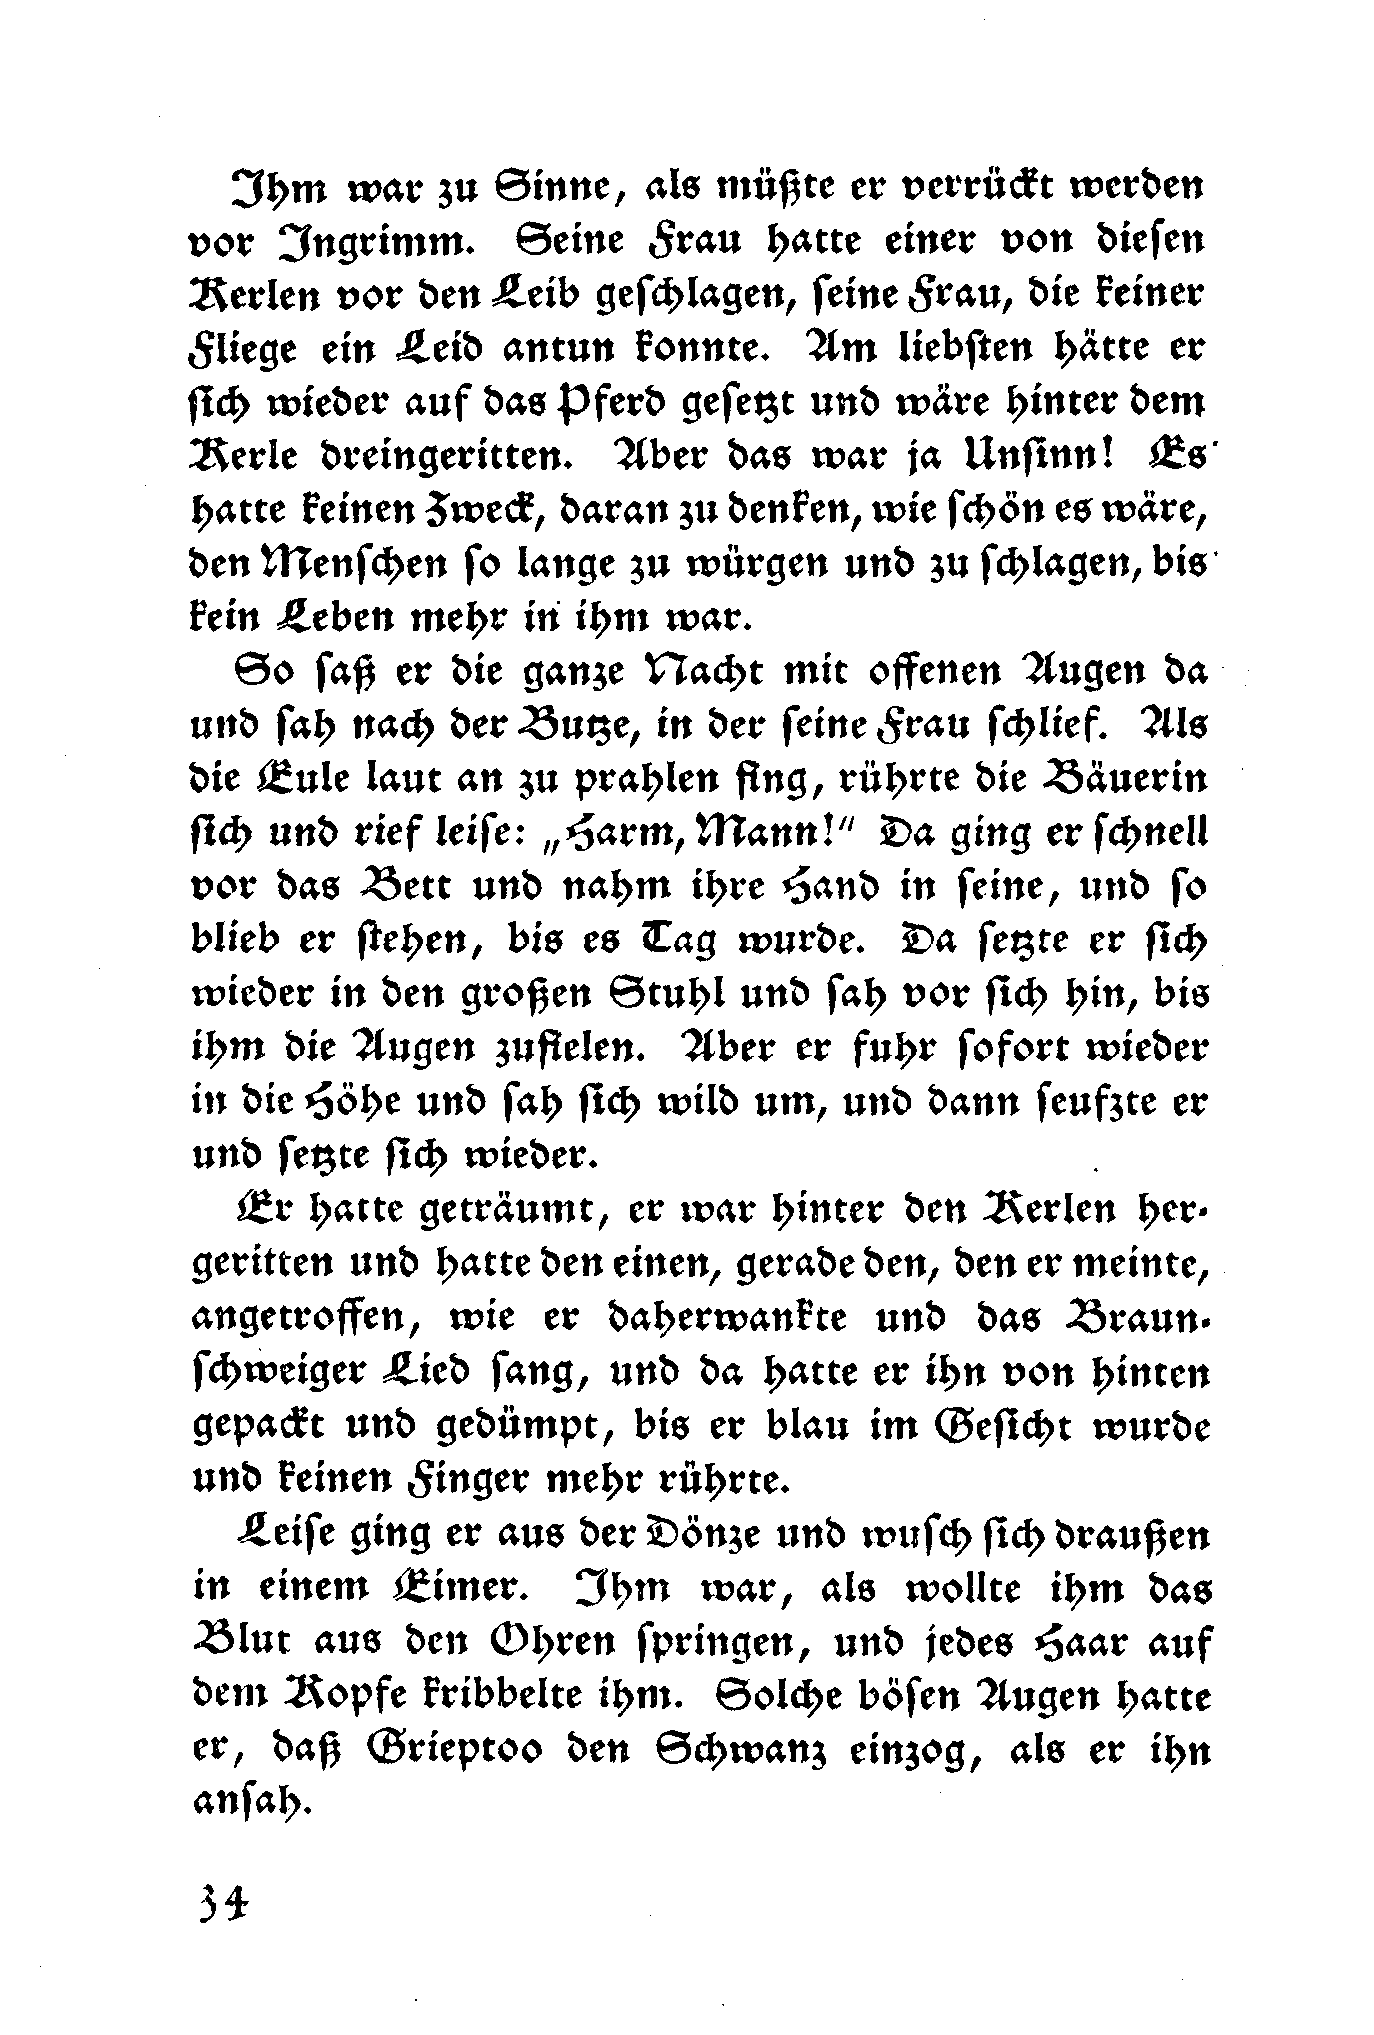 Ihm war zu Sinne, als müßte er verrückt werden
vor Ingrimm. Seine Frau hatte einer von diesen
Kerlen vor den Leib geschlagen, seine Frau, die keiner
Fliege ein Leid antun konnte. Am liebsten hätte er
sich wieder auf das Pferd gesetzt und wäre hinter dem
Kerle dreingeritten. Aber das war ja Unsinn! Es
hatte keinen Zweck, daran zu denken, wie schön es wäre,
den Menschen so lange zu würgen und zu schlagen, bis
kein Leben mehr in ihm war.
So saß er die ganze Nacht mit offenen Augen da
und sah nach der Butze, in der seine Frau schlief. Als
die Eule laut an zu prahlen fing, rührte die Bäuerin
sich und rief leise: „Harm, Mann!“ Da ging er schnell
vor das Bett und nahm ihre Hand in seine, und so
blieb er stehen, bis es Tag wurde. Da setzte er sich
wieder in den großen Stuhl und sah vor sich hin, bis
ihm die Augen zufielen. Aber er fuhr sofort wieder
in die Höhe und sah sich wild um, und dann seufzte er
und setzte sich wieder.
Er hatte geträumt, er war hinter den Kerlen her-
geritten und hatte den einen, gerade den, den er meinte,
angetroffen, wie er daherwankte und das Braun-
schweiger Lied sang, und da hatte er ihn von hinten
gepackt und gedümpt, bis er blau im Gesicht wurde
und keinen Finger mehr rührte.
Leise ging er aus der Dönze und wusch sich draußen
in einem Eimer. Ihm war, als wollte ihm das
Blut aus den Ohren springen, und jedes Haar auf
dem Kopfe kribbelte ihm. Solche bösen Augen hatte
er, daß Grieptoo den Schwanz einzog, als er ihn
ansah.
34